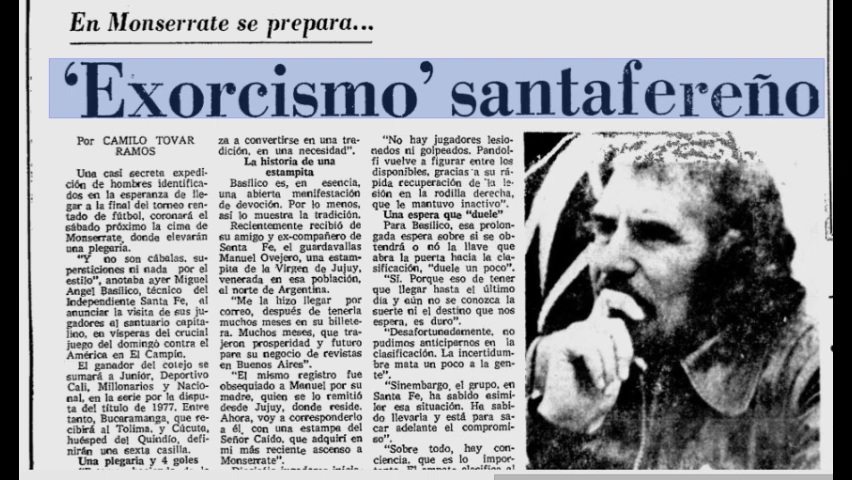 En Monserrate se prepara...
‘Exorcismo’ santafereño
Por CAMILO TOVAR
RAMOS
Una casi secreta expedi-
ción de hombres identifica-
dos en la esperanza de lle-
gar a la final del torneo ren-
tado de fútbol, coronará el
sábado próximo la cima de
Monserrate, donde elevarán
una plegaria.
"Y no son cábalas, su-
persticiones ni nada por el
estilo", anotaba ayer Miguel
Angel Basílico, técnico del
Independiente Santa Fe, al
anunciar la visita de sus ju-
gadores al santuario capita-
lino, en vísperas del crucial
juego del domingo contra el
América en El Campín.
El ganador del cotejo se
sumará a Junior, Deportivo
Cali, Millonarios y Nacio-
nal, en la serie por la dispu-
ta del título de 1977. Entre
tanto, Bucaramanga, que re-
cibirá al Tolima, y Cúcuta,
huésped del Quindío, defi-
nirán una sexta casilla.
Una plegaria y 4 goles
za a convertirse en una tra-
dición, en una necesidad".
La historia de una
estampita
Basílico es, en esencia,
una abierta manifestación
de devoción. Por lo menos,
así lo muestra la tradición.
Recientemente recibió de
su amigo y ex-compañero de
Santa Fe, el guardavallas
Manuel Ovejero, una estam-
pita de la Virgen de Jujuy,
venerada en esa población,
al norte de Argentina.
"Me la hizo llegar por
correo, después de tenerla
muchos meses en su billete-
ra. Muchos meses, que tra-
jeron prosperidad y futuro
para su negocio de revistas
en Buenos Aires".
"El mismo registro fue
obsequiado a Manuel por su
madre, quien se lo remitió
desde Jujuy, donde reside.
Ahora, voy a corresponderlo
a él, con una estampa del
Señor Caído, que adquirí en
mi más reciente ascenso a
Monserrate".
"No hay jugadores lesio-
nados ni golpeados. Pandol-
fi vuelve a figurar entre los
disponibles, gracias a su rá-
pida recuperación de la le-
sión en la rodilla derecha,
que le mantuvo inactivo".
Una espera que "duele"
Para Basílico, esa prolon-
gada espera sobre si se ob-
tendrá o nó la llave que
abra la puerta hacia la cla-
sificación, "duele un poco".
"Sí. Porque eso de tener
que llegar hasta el último
día y aún no se conozca la
suerte ni el destino que nos
espera, es duro".
"Desafortunadamente, no
pudimos anticiparnos en la
clasificación. La incertidum-
bre mata un poco a la gen-
te".
"Sinembargo, el grupo, en
Santa Fe, ha sabido asimi-
ler esa situación. Ha sabi-
do llevarla y está para sa-
car adelante el compromi-
so".
"Sobre todo, hay con-
ciencia, que es lo impor-